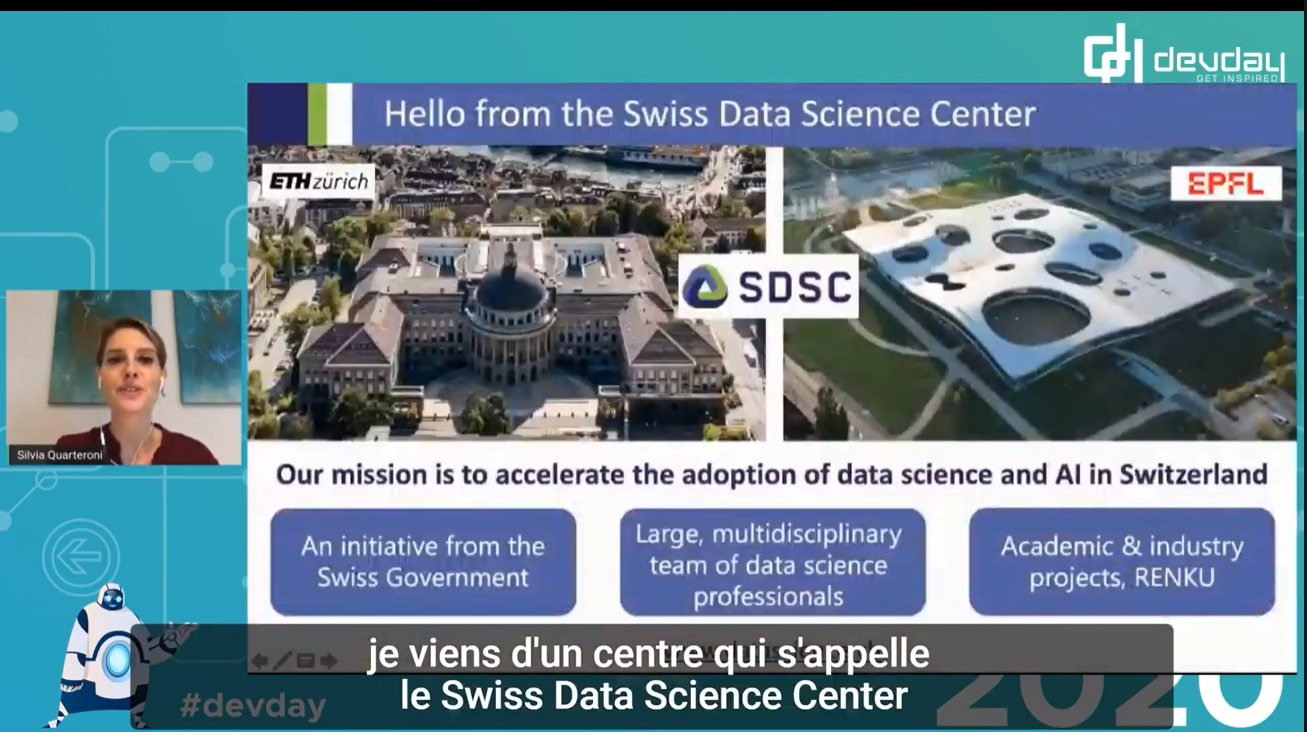 devday
GET INSPIRED
Hello from the Swiss Data Science Center
ETH zürich
EPFL
SDSC
Silvia Quarteroni
Our mission is to accelerate the adoption of data science and AI in Switzerland
An initiative from the
Swiss Government
Large, multidisciplinary
team of data science
professionals
Academic & industry
projects, RENKU
je viens d'un centre qui s'appelle
le Swiss Data Science Center
#devday
2020